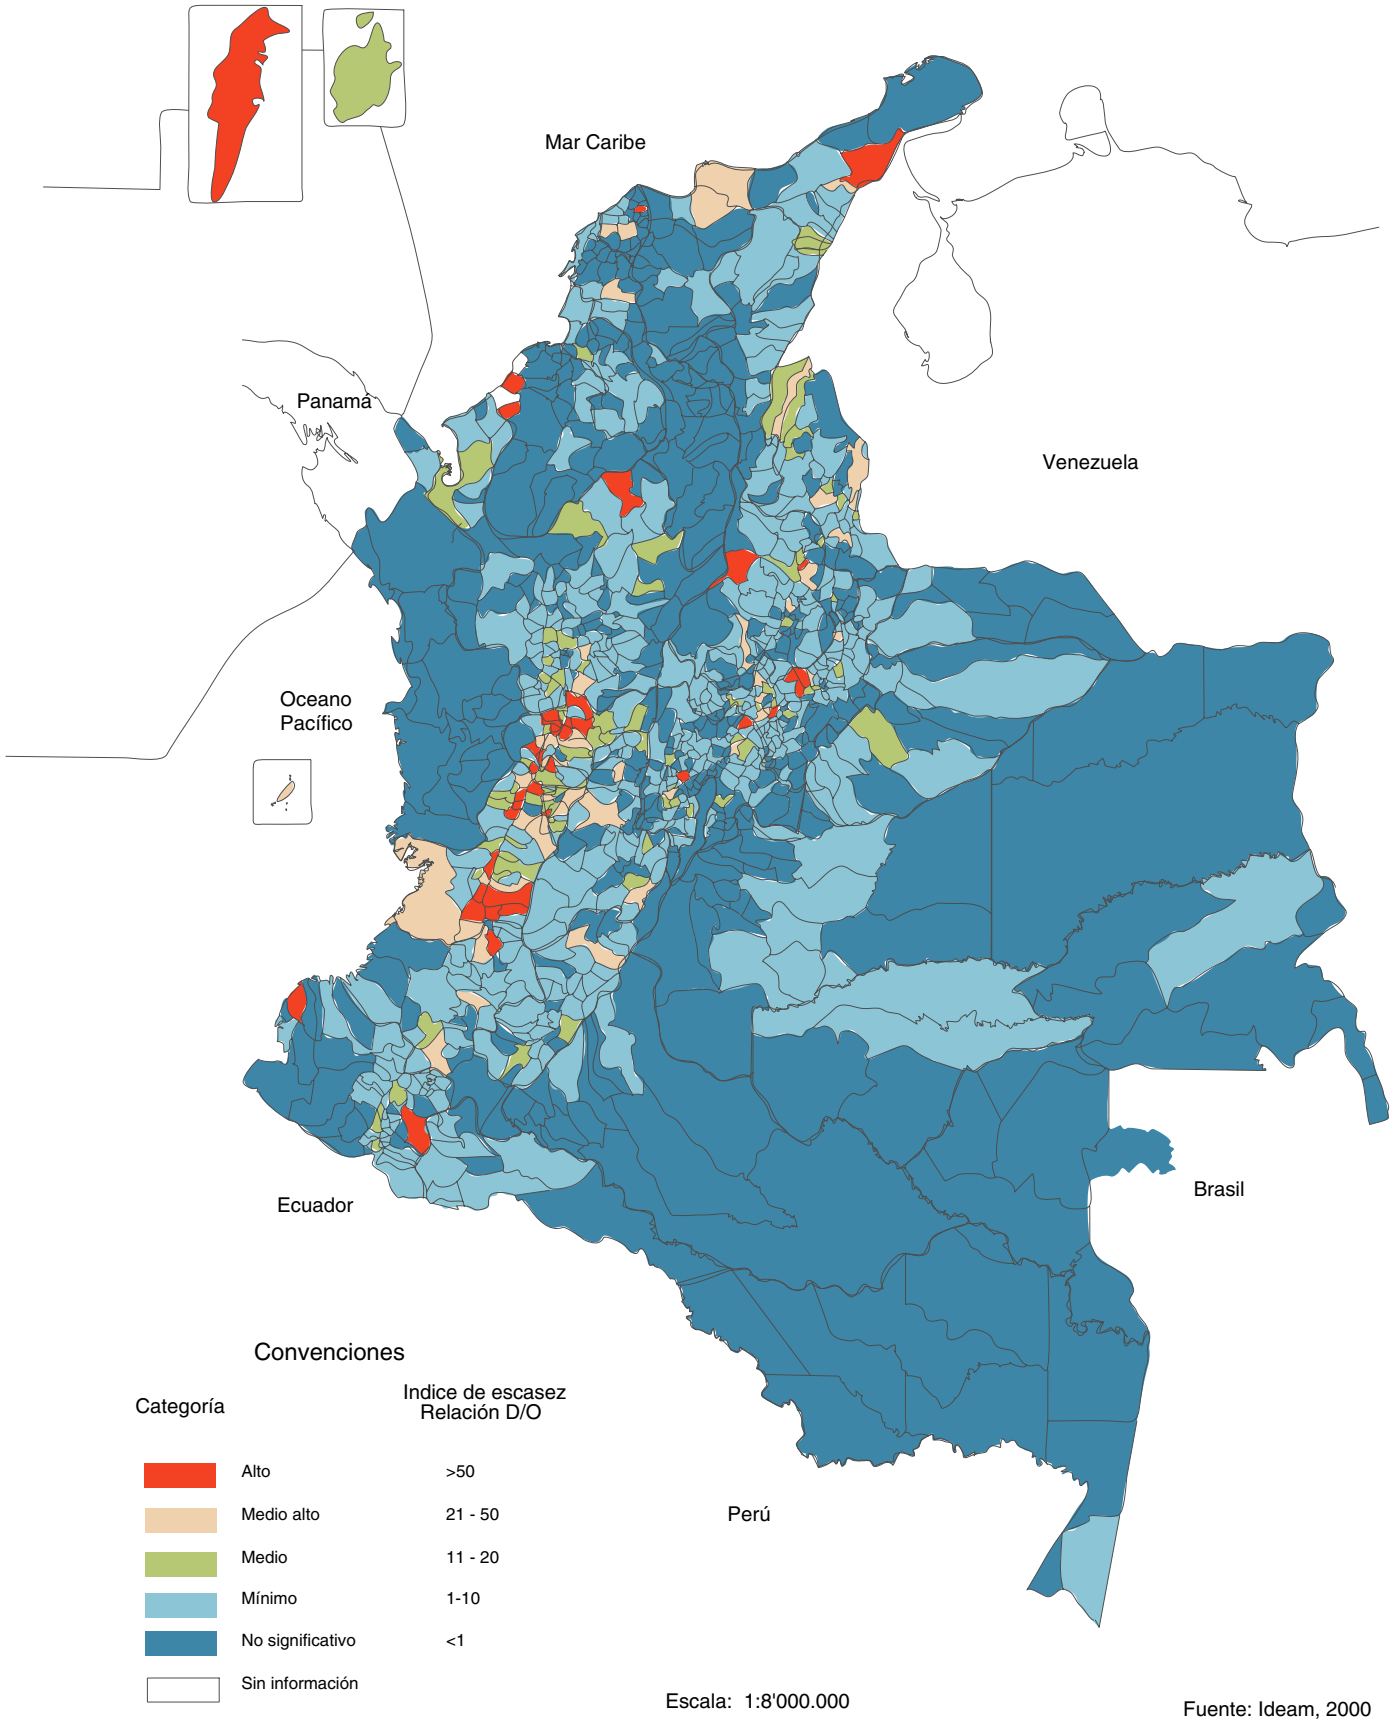 Mar Caribe
Panamá
Venezuela
Oceano
Pacífico
Ecuador
Brasil
Perú
Convenciones
Categoría
Indice de escasez
Relación D/O
Alto >50
Medio alto 21 - 50
Medio 11 - 20
Mínimo 1-10
No significativo <1
Sin información
Escala: 1:8'000.000
Fuente: Ideam, 2000